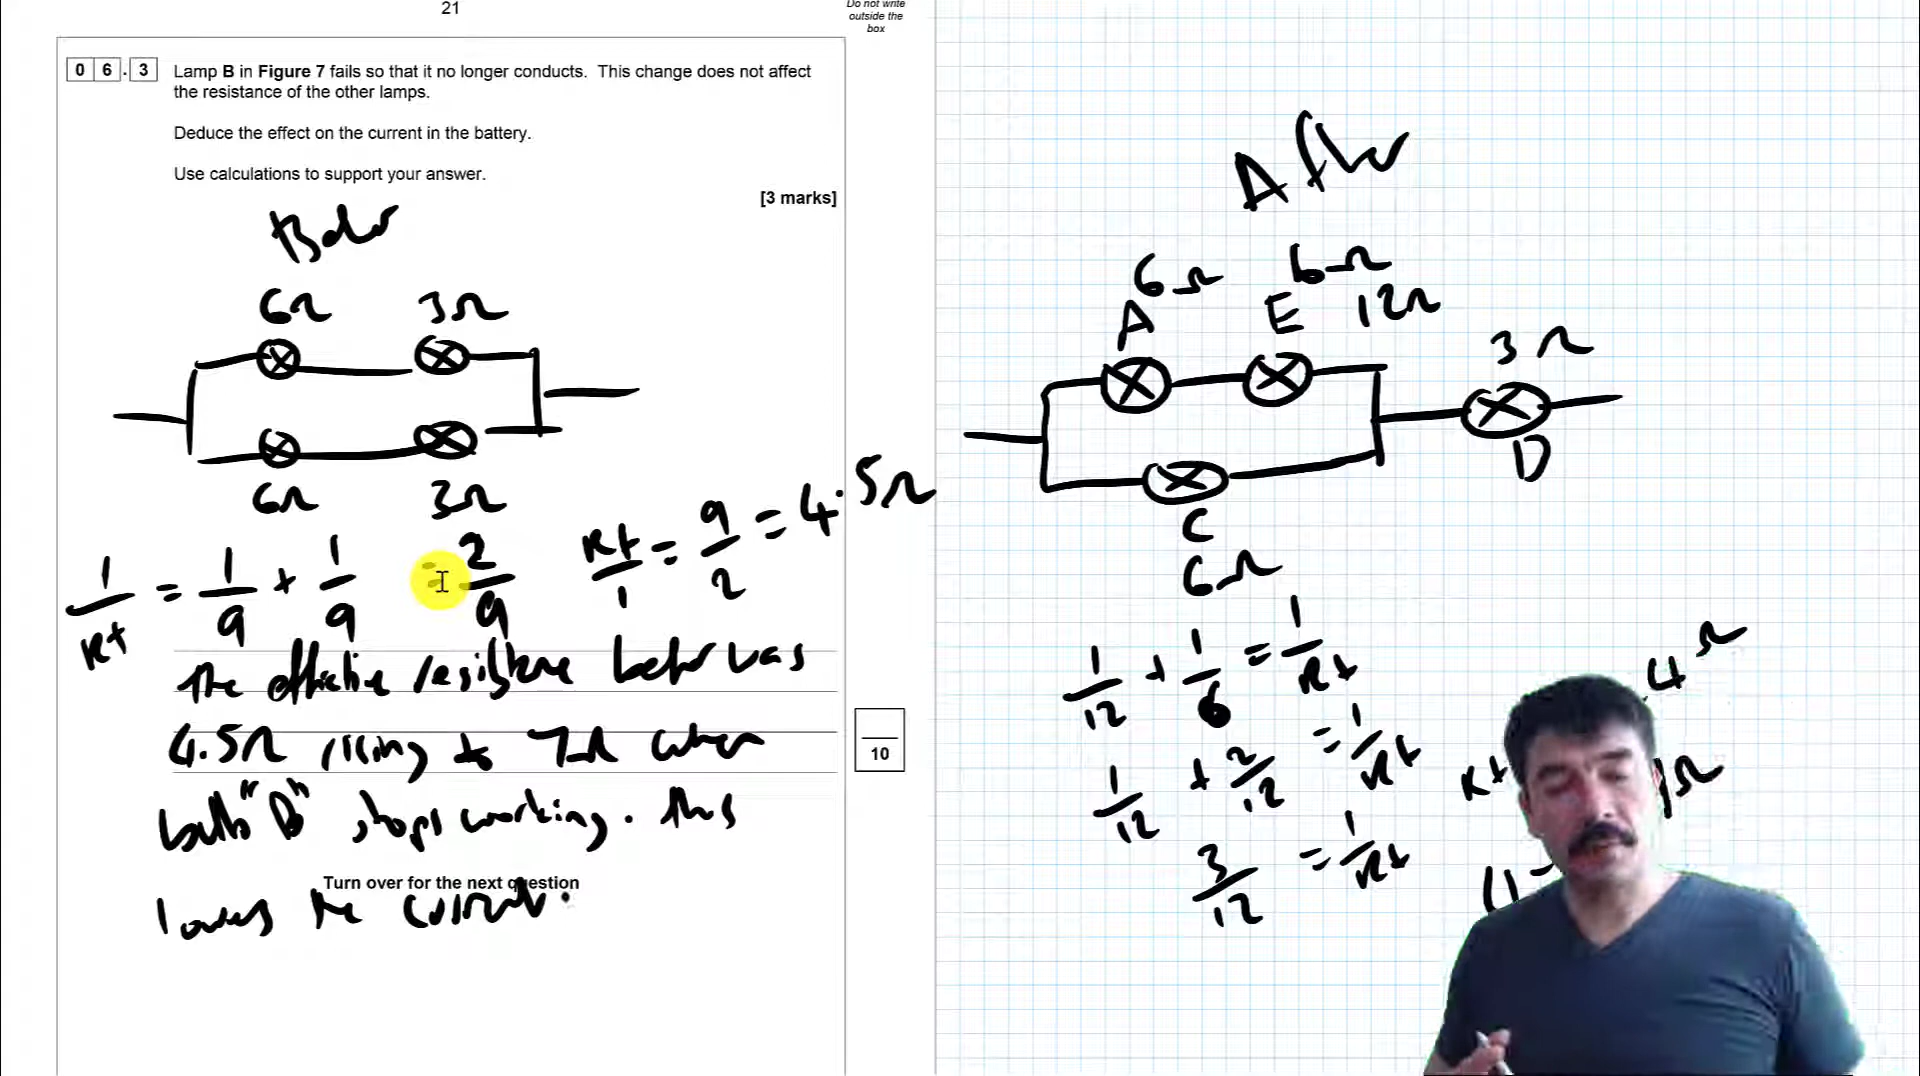 21
Do not write
outside the
box
0 6 . 3 Lamp B in Figure 7 fails so that it no longer conducts. This change does not affect
the resistance of the other lamps.
Deduce the effect on the current in the battery.
Use calculations to support your answer.
[3 marks]
6Ω 3Ω
6Ω 3Ω
1/Rt = 1/9 + 1/9 = 2/9 Rt/1 = 9/2 = 4.5Ω
The effective resistance before was
4.5Ω rising to 7Ω when
bulb "B" stops working. This
10
Turn over for the next question
lowers the current.
After
6Ω 6Ω
A E 12Ω
3Ω
D
C
6Ω
1/12 + 1/6 = 1/Rt
4Ω
1/12 + 2/12 = 1/Rt
Rt
Ω
3/12 = 1/Rt